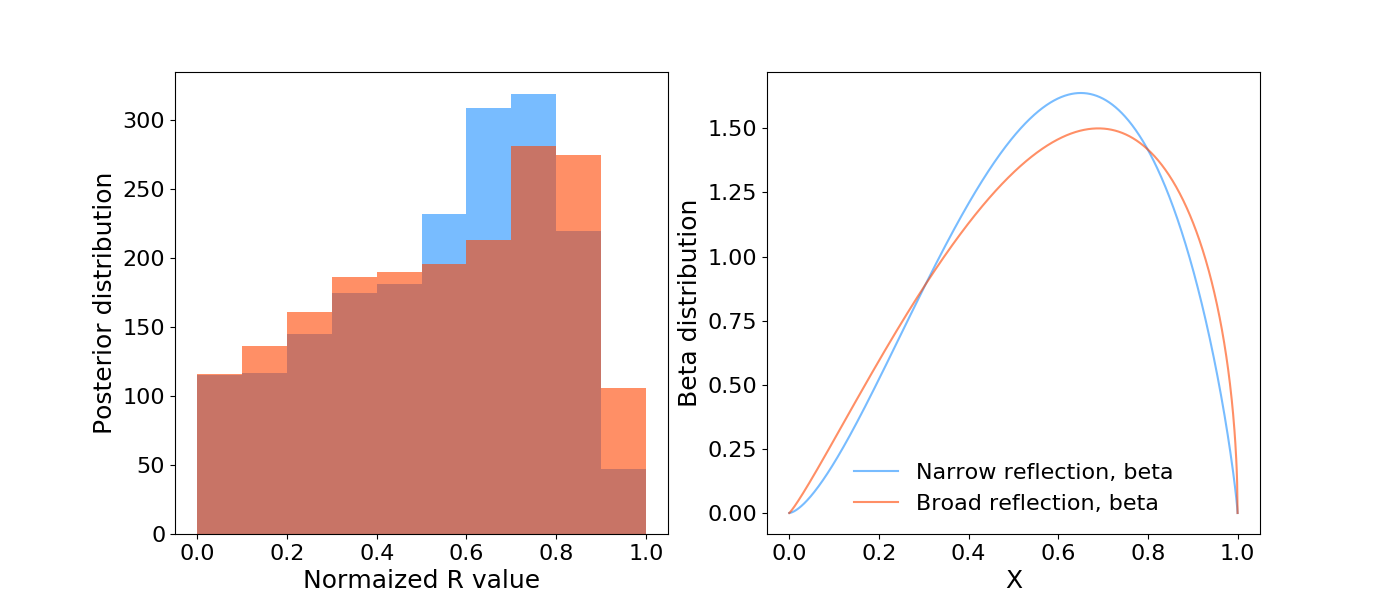 Posterior distribution
300
250
200
150
100
50
0
0.0 0.2 0.4 0.6 0.8 1.0
Normaized R value
Beta distribution
1.50
1.25
1.00
0.75
0.50
0.25
0.00
Narrow reflection, beta
Broad reflection, beta
0.0 0.2 0.4 0.6 0.8 1.0
X